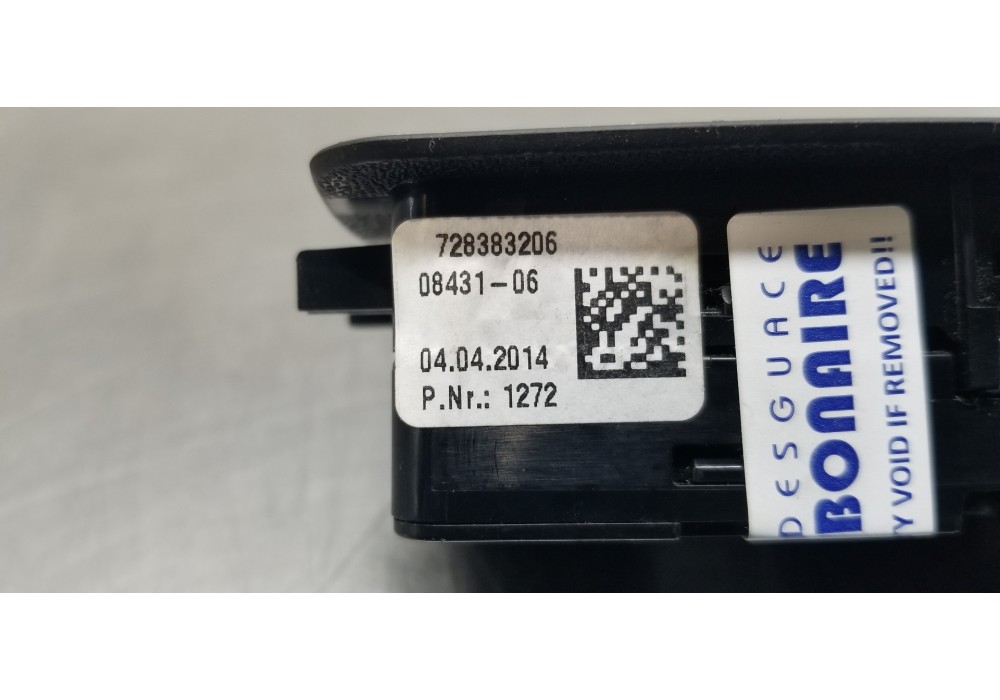 728383206
08431-06
04.04.2014
P.Nr.: 1272
DESGUACE
BONAIRE
Y VOID IF REMOVED!!